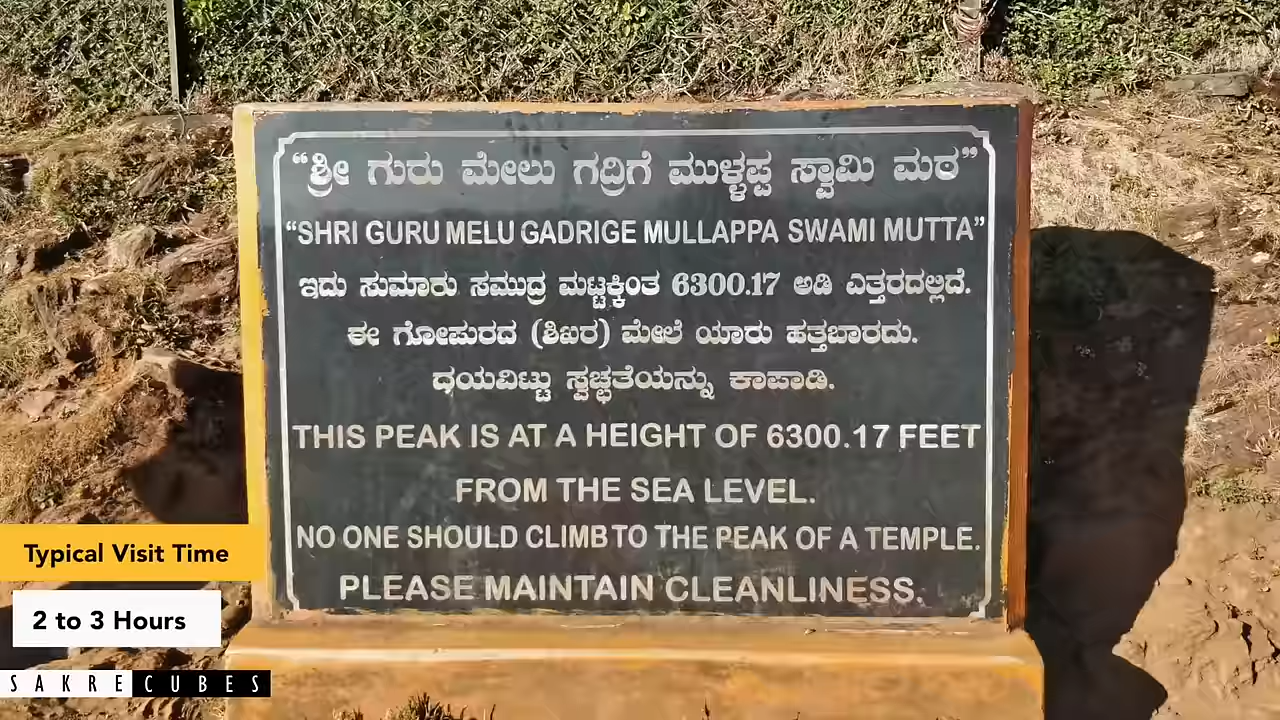 “ಶ್ರೀ ಗುರು ಮೇಲು ಗದ್ರಿಗೆ ಮುಳ್ಳಪ್ಪ ಸ್ವಾಮಿ ಮಠ”
“SHRI GURU MELU GADRIGE MULLAPPA SWAMI MUTTA”
ಇದು ಸುಮಾರು ಸಮುದ್ರ ಮಟ್ಟಕ್ಕಿಂತ 6300.17 ಅಡಿ ಎತ್ತರದಲ್ಲಿದೆ.
ಈ ಗೋಪುರದ (ಶಿಖರ) ಮೇಲೆ ಯಾರು ಹತ್ತಬಾರದು.
ಧಯವಿಟ್ಟು ಸ್ವಚ್ಛತೆಯನ್ನು ಕಾಪಾಡಿ.
THIS PEAK IS AT A HEIGHT OF 6300.17 FEET
FROM THE SEA LEVEL.
NO ONE SHOULD CLIMB TO THE PEAK OF A TEMPLE.
PLEASE MAINTAIN CLEANLINESS.
Typical Visit Time
2 to 3 Hours
SAKRECUBES